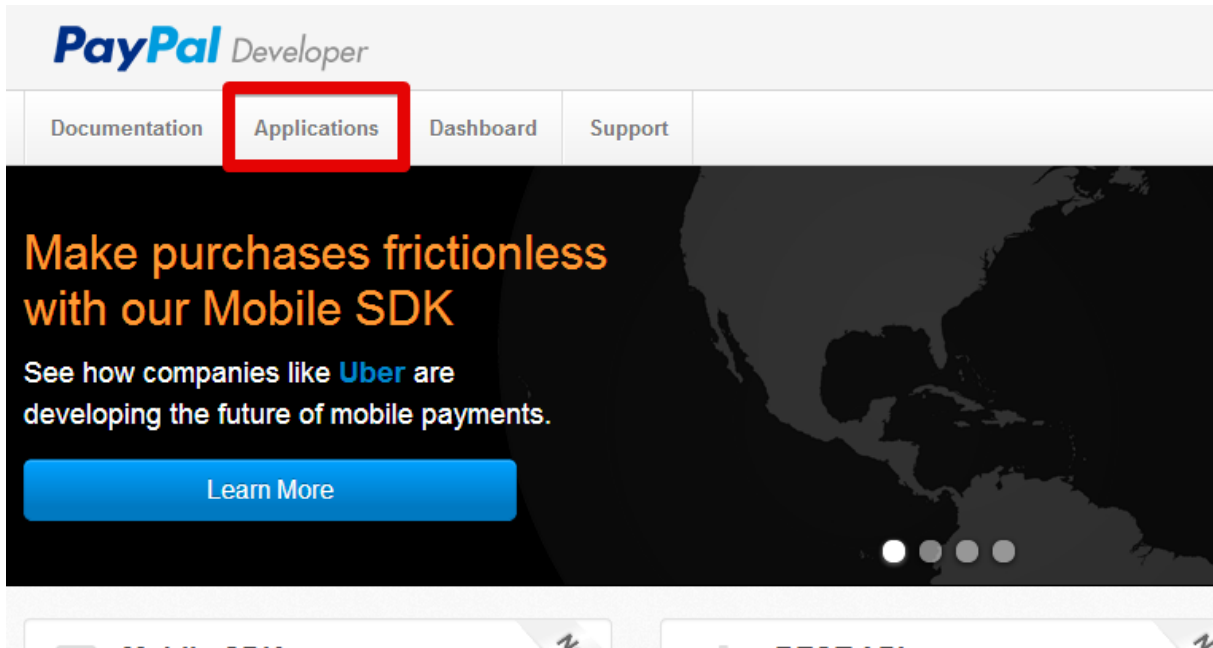 PayPal Developer
Documentation Applications Dashboard Support
Make purchases frictionless
with our Mobile SDK
See how companies like Uber are
developing the future of mobile payments.
Learn More